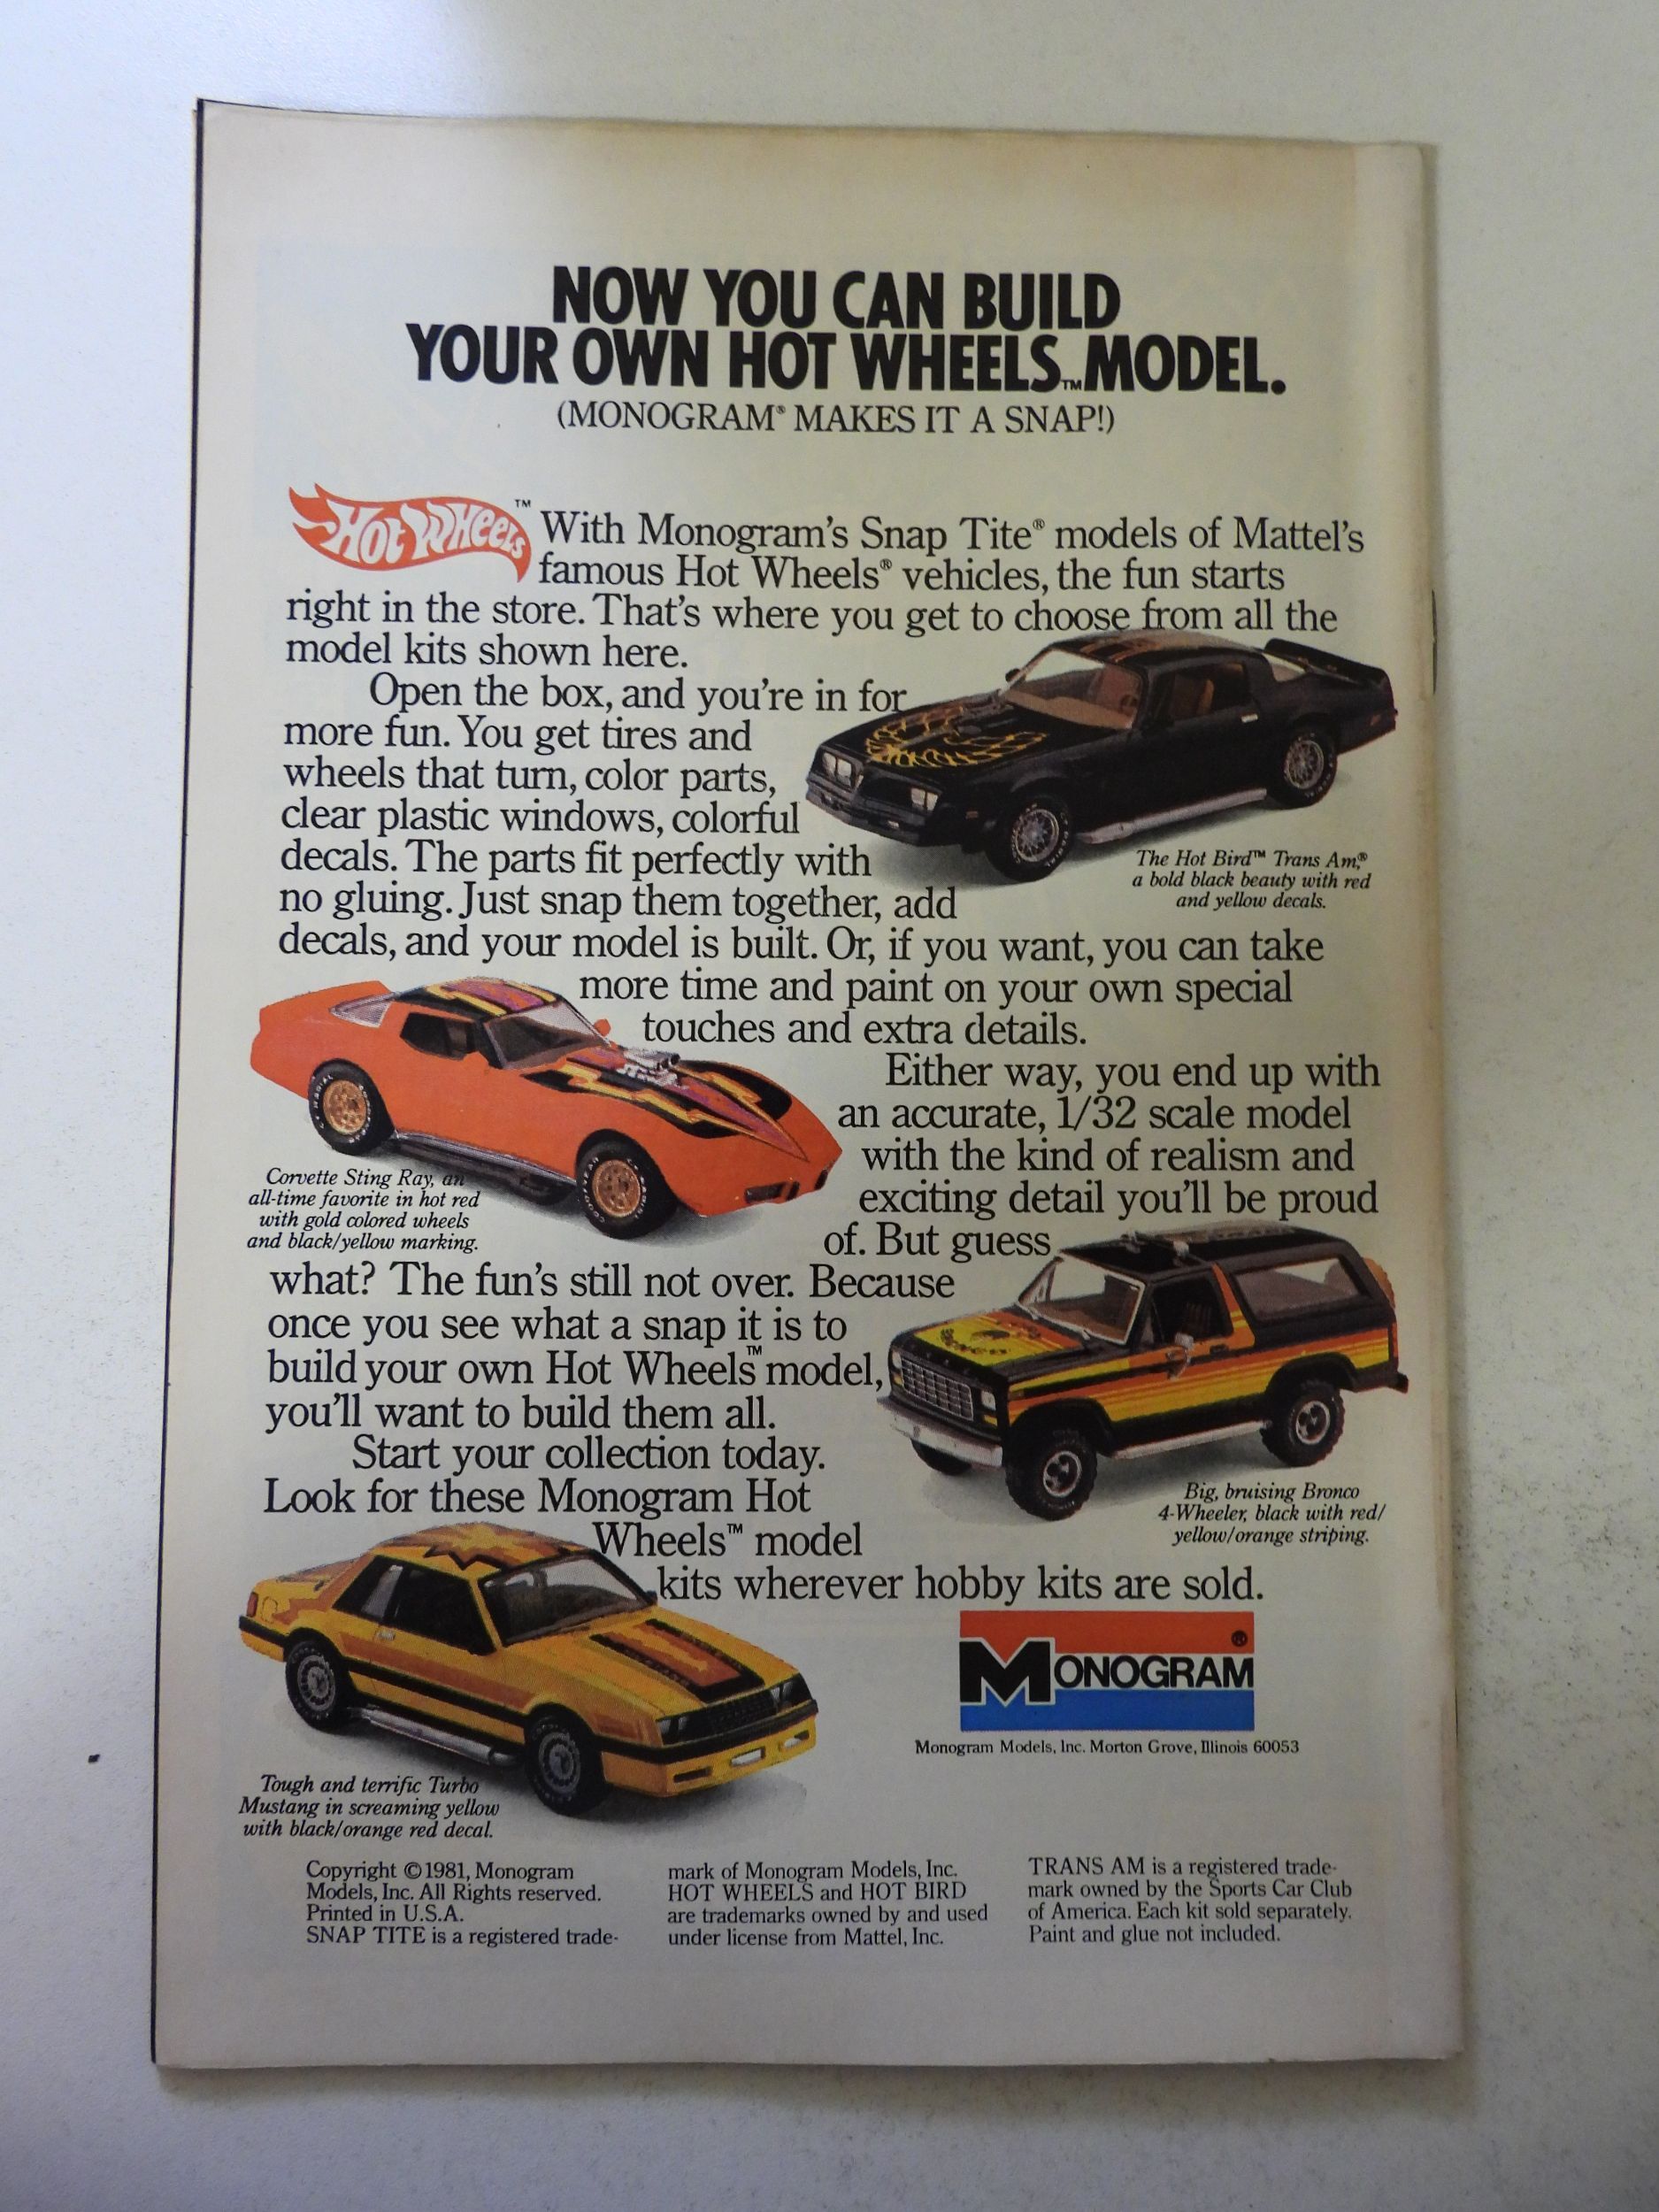 NOW YOU CAN BUILD
YOUR OWN HOT WHEELS™ MODEL.
(MONOGRAM® MAKES IT A SNAP!)
Hot Wheels™
With Monogram's Snap Tite® models of Mattel's
famous Hot Wheels® vehicles, the fun starts
right in the store. That's where you get to choose from all the
model kits shown here.
Open the box, and you're in for
more fun. You get tires and
wheels that turn, color parts,
clear plastic windows, colorful
decals. The parts fit perfectly with
no gluing. Just snap them together, add
decals, and your model is built. Or, if you want, you can take
more time and paint on your own special
touches and extra details.
The Hot Bird™ Trans Am,®
a bold black beauty with red
and yellow decals.
Either way, you end up with
an accurate, 1/32 scale model
with the kind of realism and
exciting detail you'll be proud
of. But guess
what? The fun's still not over. Because
once you see what a snap it is to
build your own Hot Wheels™ model,
you'll want to build them all.
Corvette Sting Ray, an
all-time favorite in hot red
with gold colored wheels
and black/yellow marking.
Start your collection today.
Look for these Monogram Hot
Wheels™ model
kits wherever hobby kits are sold.
Big, bruising Bronco
4-Wheeler, black with red/
yellow/orange striping.
MONOGRAM®
Monogram Models, Inc. Morton Grove, Illinois 60053
Tough and terrific Turbo
Mustang in screaming yellow
with black/orange red decal.
Copyright ©1981, Monogram
Models, Inc. All Rights reserved.
Printed in U.S.A.
SNAP TITE is a registered trade-
mark of Monogram Models, Inc.
HOT WHEELS and HOT BIRD
are trademarks owned by and used
under license from Mattel, Inc.
TRANS AM is a registered trade-
mark owned by the Sports Car Club
of America. Each kit sold separately.
Paint and glue not included.